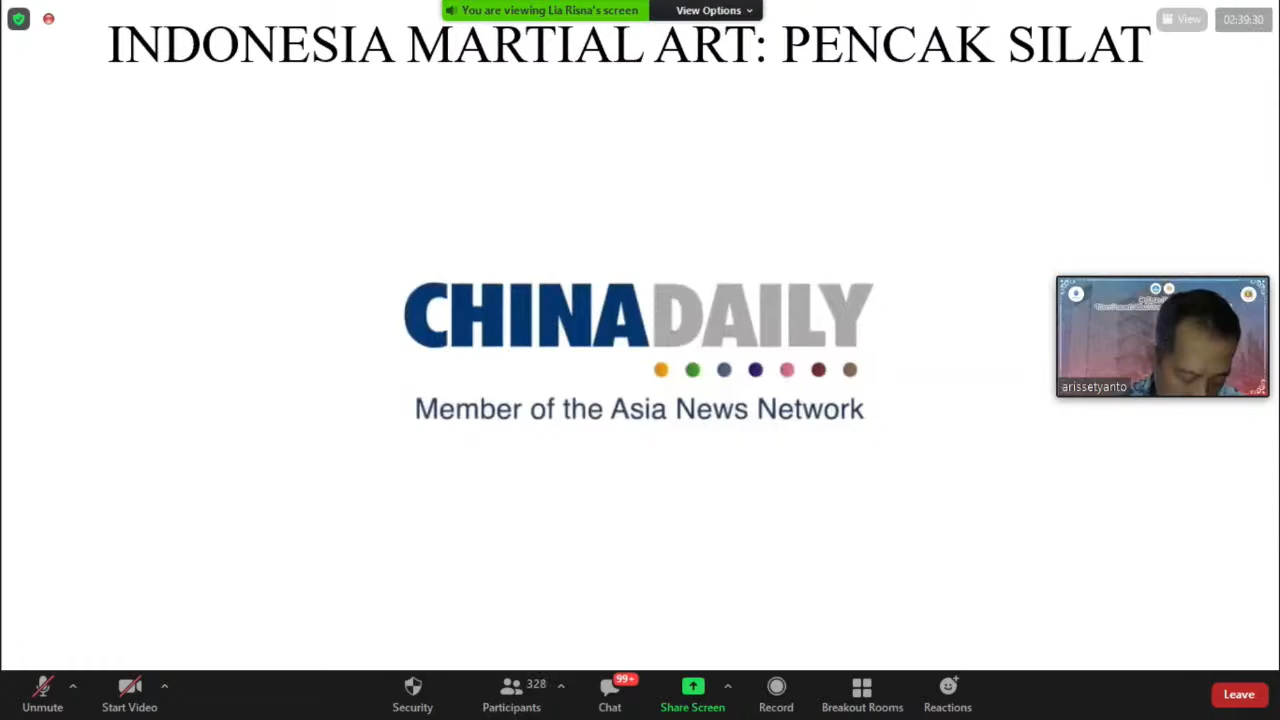 You are viewing Lia Risna's screen
View Options
View
02:39:30
INDONESIA MARTIAL ART: PENCAK SILAT
CHINADAILY
Member of the Asia News Network
arissetyanto
Unmute
Start Video
Security
328
Participants
99+
Chat
Share Screen
Record
Breakout Rooms
Reactions
Leave